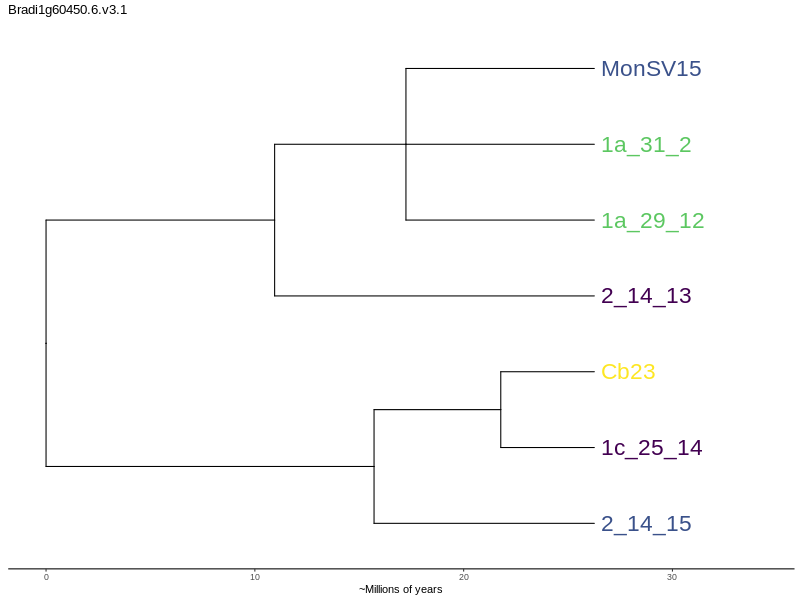 Bradi1g60450.6.v3.1
MonSV15
1a_31_2
1a_29_12
2_14_13
Cb23
1c_25_14
2_14_15
0 10 20 30
~Millions of years